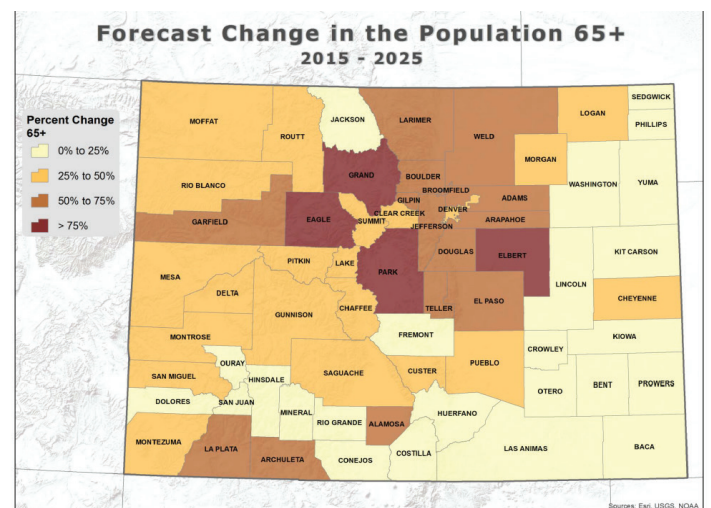 Forecast Change in the Population 65+
2015 - 2025
Percent Change
65+
0% to 25%
25% to 50%
50% to 75%
> 75%
MOFFAT
ROUTT
JACKSON
LARIMER
WELD
LOGAN
SEDGWICK
PHILLIPS
MORGAN
RIO BLANCO
GRAND
BOULDER
BROOMFIELD
WASHINGTON
YUMA
GARFIELD
EAGLE
SUMMIT
GILPIN
CLEAR CREEK
DENVER
ADAMS
ARAPAHOE
JEFFERSON
PITKIN
LAKE
PARK
DOUGLAS
ELBERT
KIT CARSON
MESA
DELTA
GUNNISON
CHAFFEE
TELLER
EL PASO
LINCOLN
CHEYENNE
MONTROSE
FREMONT
KIOWA
OURAY
CROWLEY
SAN MIGUEL
HINSDALE
SAGUACHE
CUSTER
PUEBLO
DOLORES
SAN JUAN
MINERAL
RIO GRANDE
ALAMOSA
HUERFANO
OTERO
BENT
PROWERS
MONTEZUMA
LA PLATA
ARCHULETA
CONEJOS
COSTILLA
LAS ANIMAS
BACA
Sources: Esri, USGS, NOAA